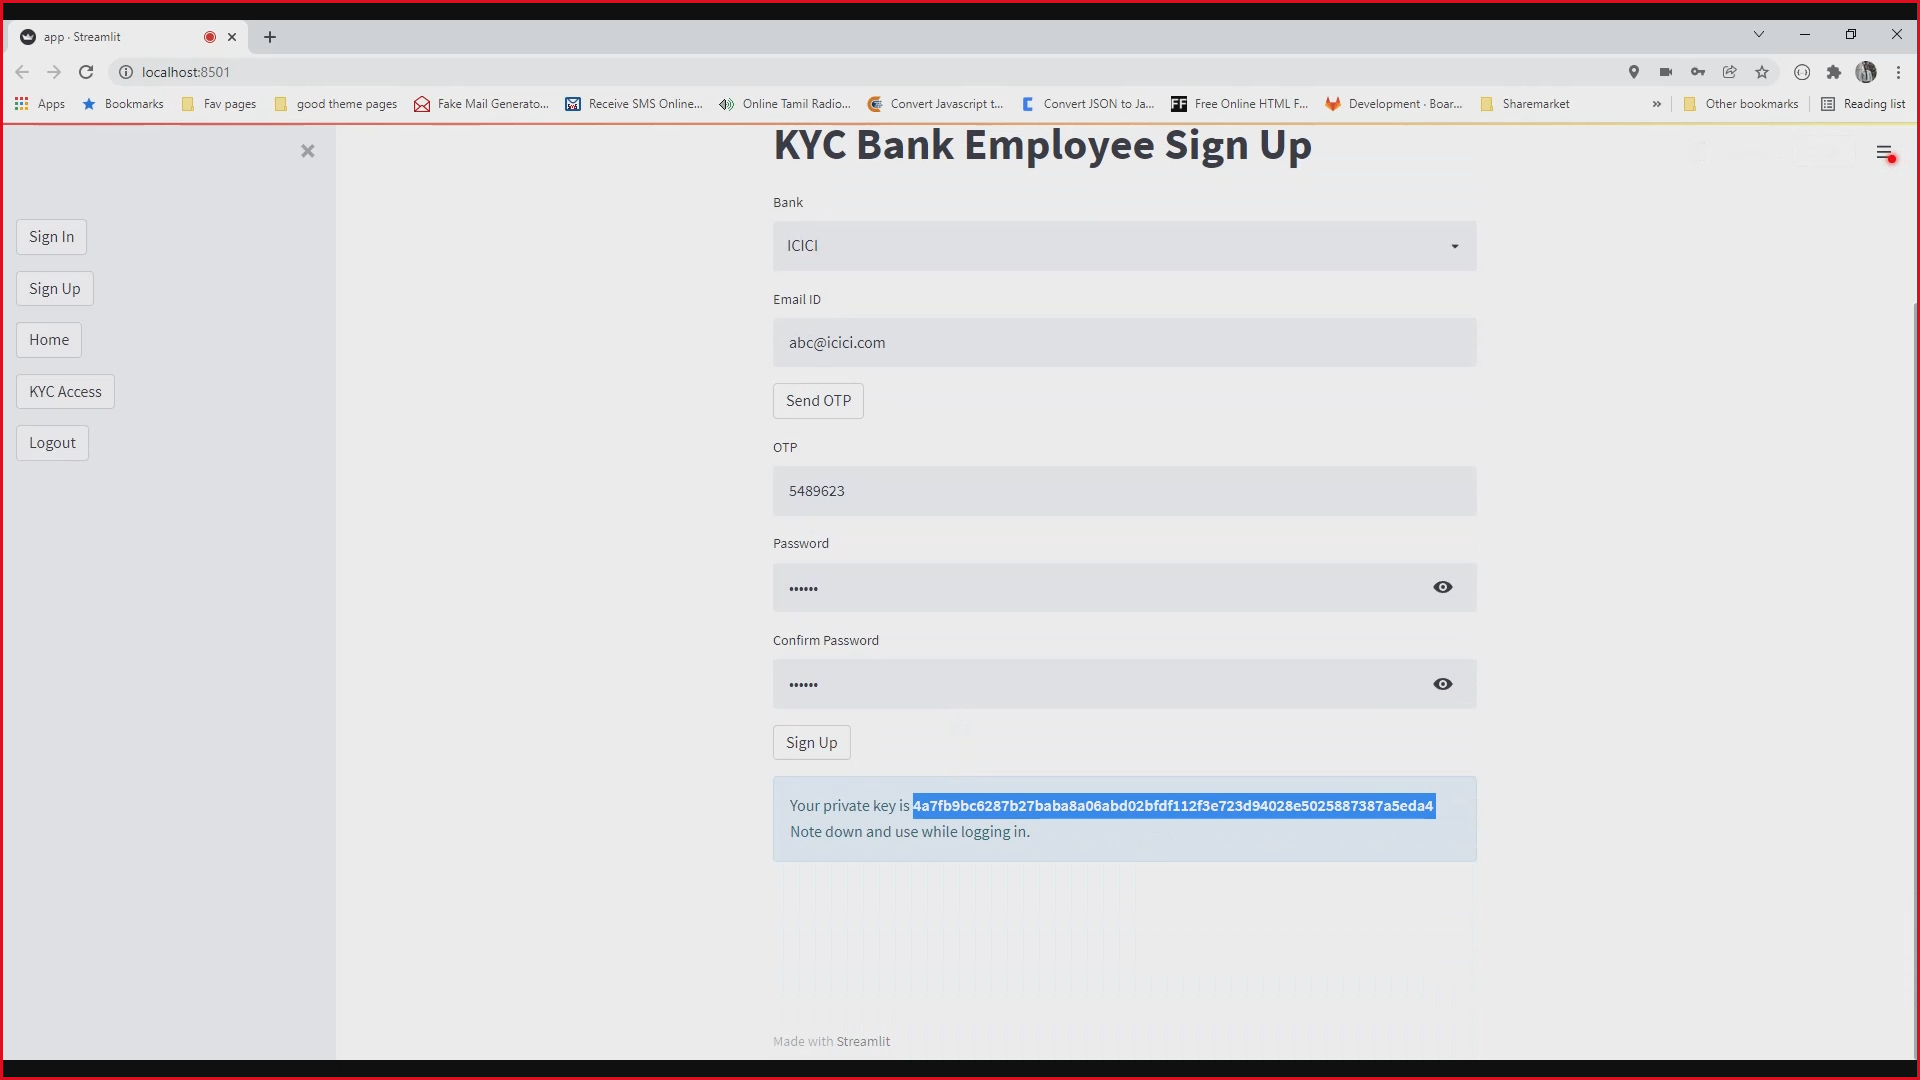 app · Streamlit
localhost:8501
Apps
Bookmarks
Fav pages
good theme pages
Fake Mail Generato...
Receive SMS Online...
Online Tamil Radio...
Convert Javascript t...
Convert JSON to Ja...
FF
Free Online HTML F...
Development · Boar...
Sharemarket
»
Other bookmarks
Reading list
Sign In
Sign Up
Home
KYC Access
Logout
KYC Bank Employee Sign Up
Bank
ICICI
Email ID
abc@icici.com
Send OTP
OTP
5489623
Password
••••••
Confirm Password
••••••
Sign Up
Your private key is 4a7fb9bc6287b27baba8a06abd02bfdf112f3e723d94028e5025887387a5eda4
Note down and use while logging in.
Made with Streamlit